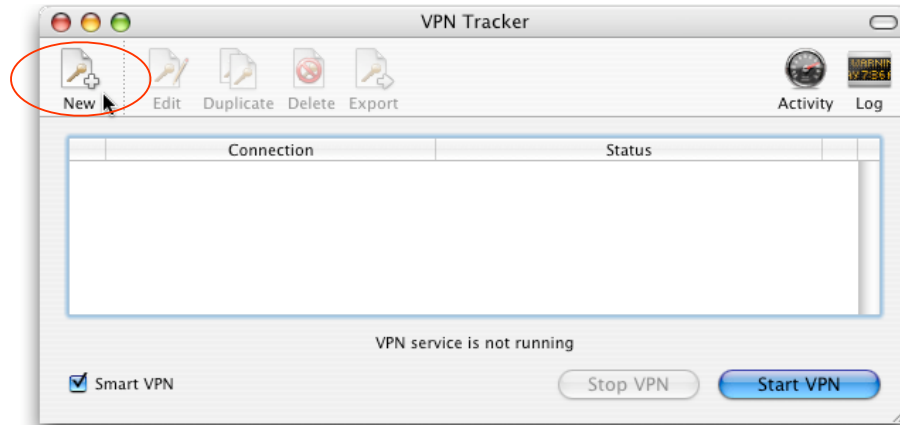 VPN Tracker
New Edit Duplicate Delete Export Activity Log
Connection Status
VPN service is not running
Smart VPN Stop VPN Start VPN